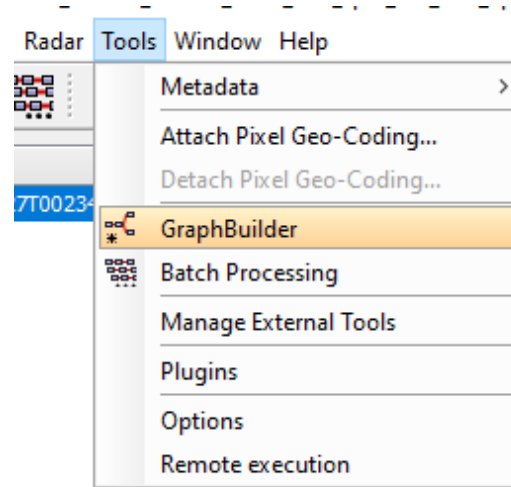 Radar Tools Window Help
Metadata
Attach Pixel Geo-Coding...
Detach Pixel Geo-Coding...
7T00234
GraphBuilder
Batch Processing
Manage External Tools
Plugins
Options
Remote execution